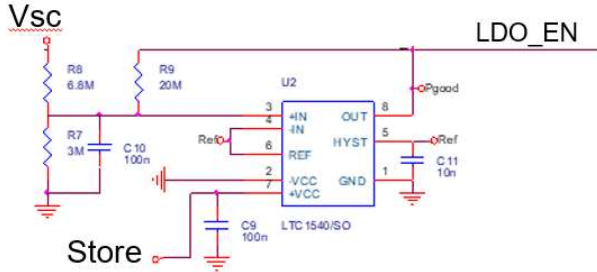 Vsc
LDO_EN
R8
6.8M
R9
20M
U2
Pgood
3
+IN
OUT
8
4
-IN
Ref
HYST
5
Ref
6
REF
R7
3M
C10
100n
C11
10n
2
-VCC
GND
1
7
+VCC
C9
100n
LTC1540/SO
Store